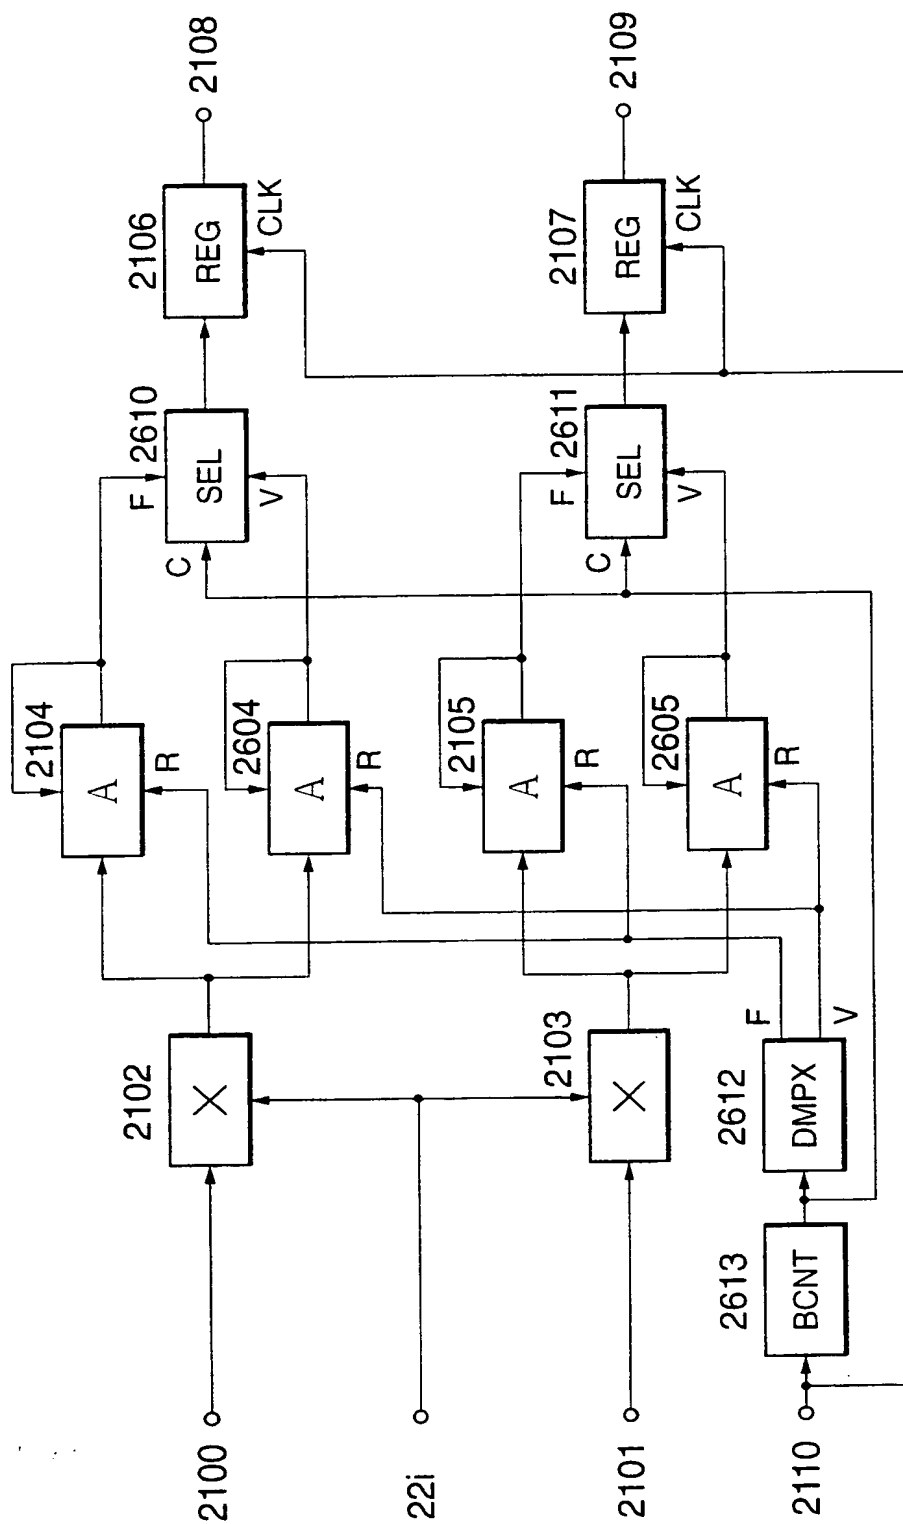 2100
22i
2101
2110
2102
X
2103
X
2613
BCNT
2612
DMPX
F
V
2104
A
R
2604
A
R
2105
A
R
2605
A
R
F
2610
C
SEL
V
F
2611
C
SEL
V
2106
REG
CLK
2107
REG
CLK
2108
2109